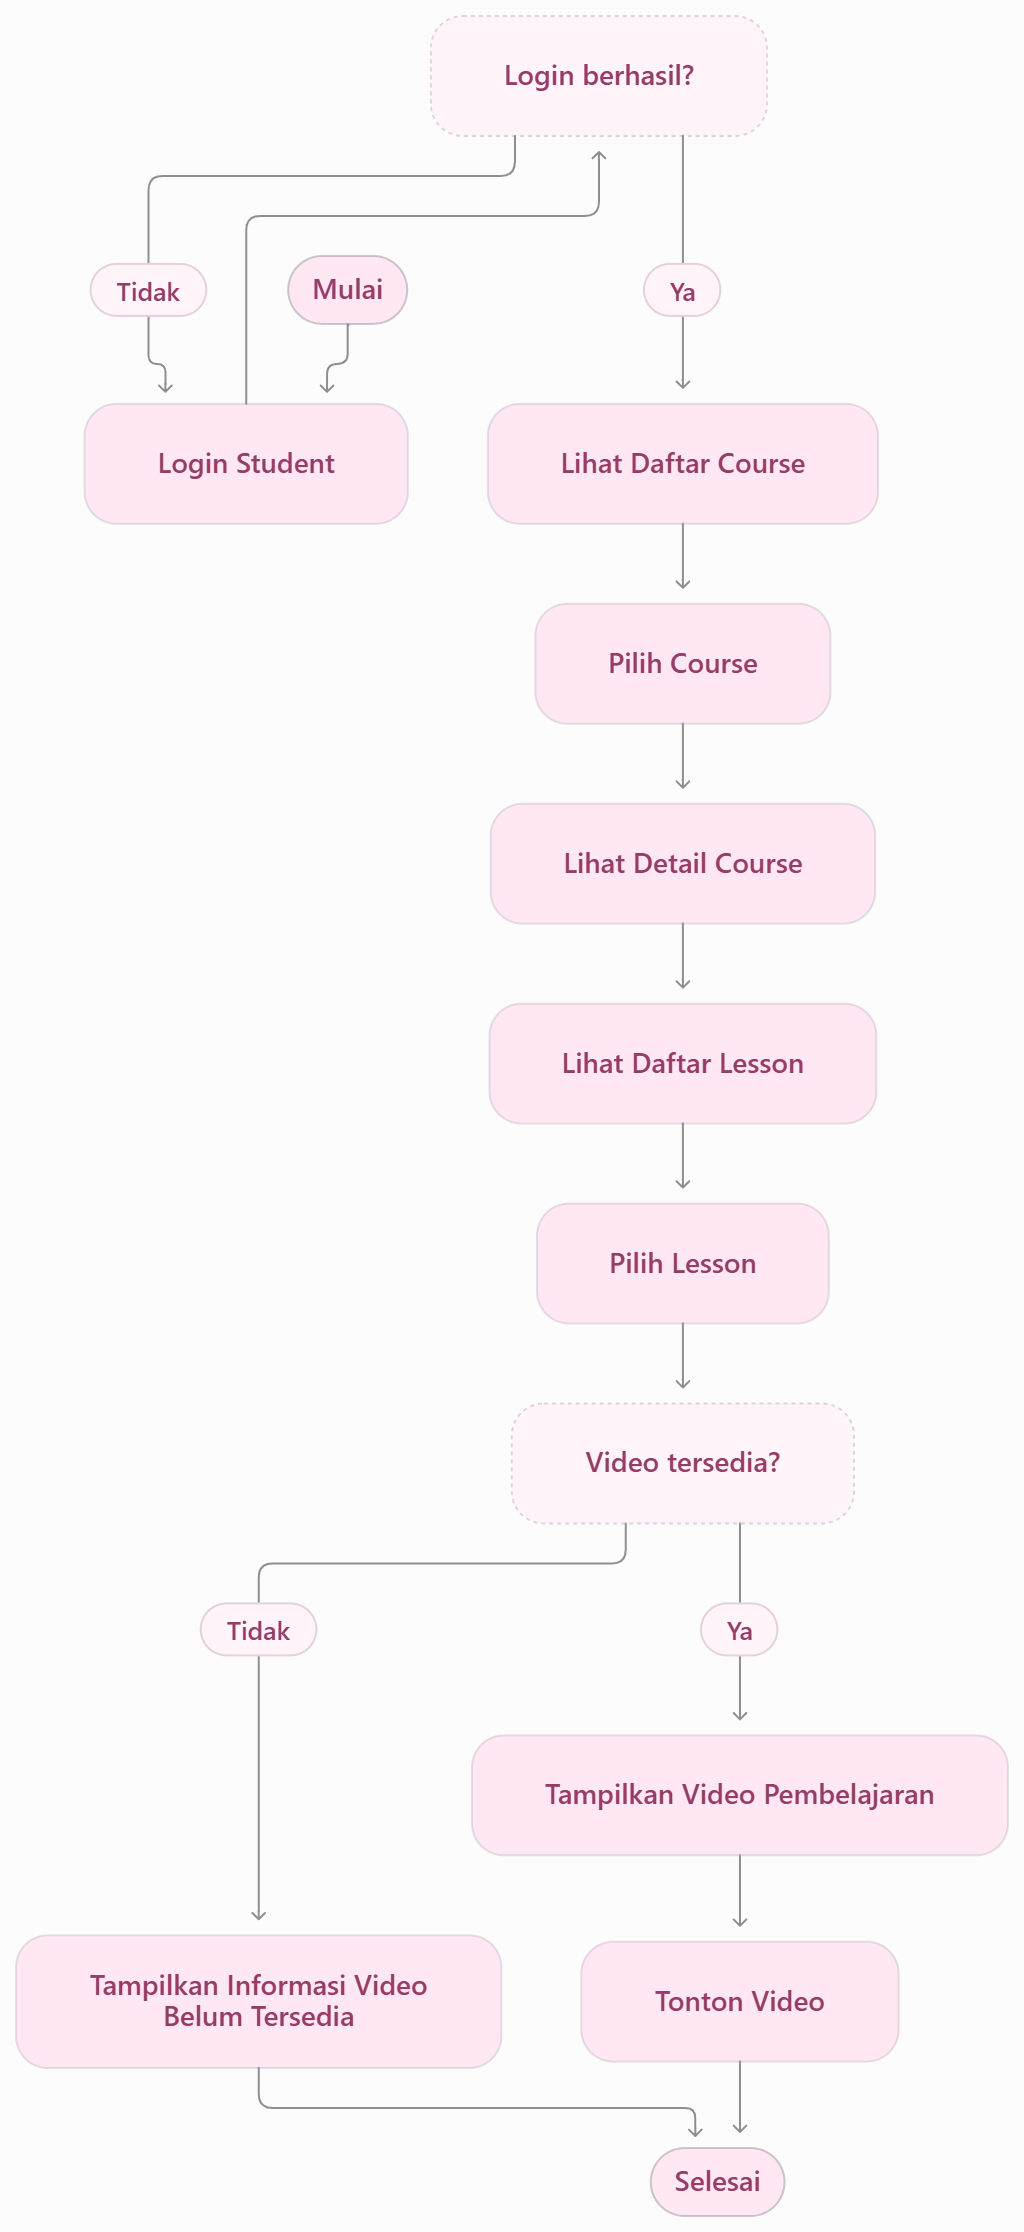 Login berhasil?
Tidak
Mulai
Ya
Login Student
Lihat Daftar Course
Pilih Course
Lihat Detail Course
Lihat Daftar Lesson
Pilih Lesson
Video tersedia?
Tidak
Ya
Tampilkan Video Pembelajaran
Tampilkan Informasi Video
Belum Tersedia
Tonton Video
Selesai